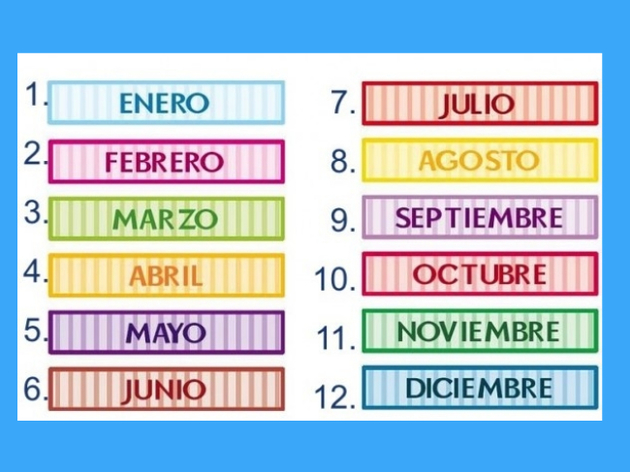 1. ENERO
2. FEBRERO
3. MARZO
4. ABRIL
5. MAYO
6. JUNIO
7. JULIO
8. AGOSTO
9. SEPTIEMBRE
10. OCTUBRE
11. NOVIEMBRE
12. DICIEMBRE